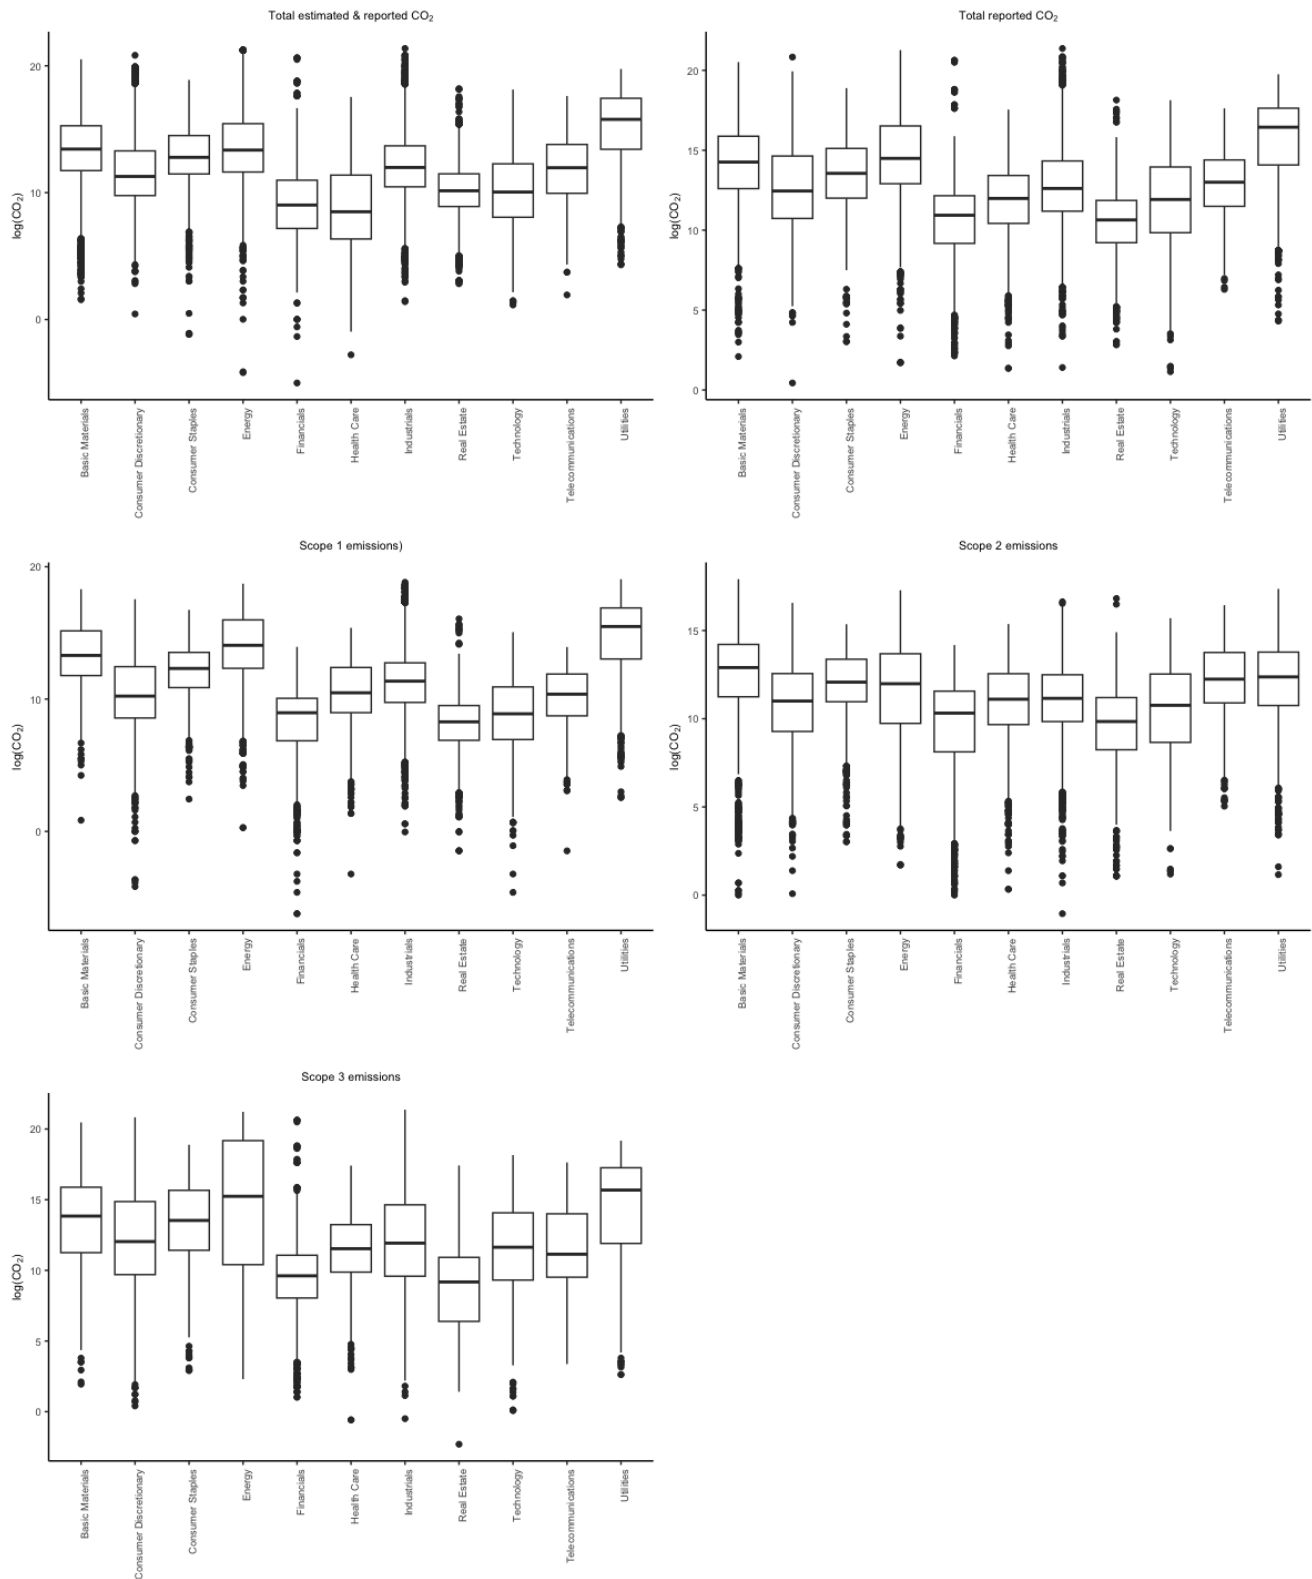 Total estimated & reported CO₂
log(CO₂)
20
10
0
Basic Materials
Consumer Discretionary
Consumer Staples
Energy
Financials
Health Care
Industrials
Real Estate
Technology
Telecommunications
Utilities
Total reported CO₂
log(CO₂)
20
15
10
5
0
Basic Materials
Consumer Discretionary
Consumer Staples
Energy
Financials
Health Care
Industrials
Real Estate
Technology
Telecommunications
Utilities
Scope 1 emissions)
log(CO₂)
20
10
0
Basic Materials
Consumer Discretionary
Consumer Staples
Energy
Financials
Health Care
Industrials
Real Estate
Technology
Telecommunications
Utilities
Scope 2 emissions
log(CO₂)
15
10
5
0
Basic Materials
Consumer Discretionary
Consumer Staples
Energy
Financials
Health Care
Industrials
Real Estate
Technology
Telecommunications
Utilities
Scope 3 emissions
log(CO₂)
20
15
10
5
0
Basic Materials
Consumer Discretionary
Consumer Staples
Energy
Financials
Health Care
Industrials
Real Estate
Technology
Telecommunications
Utilities